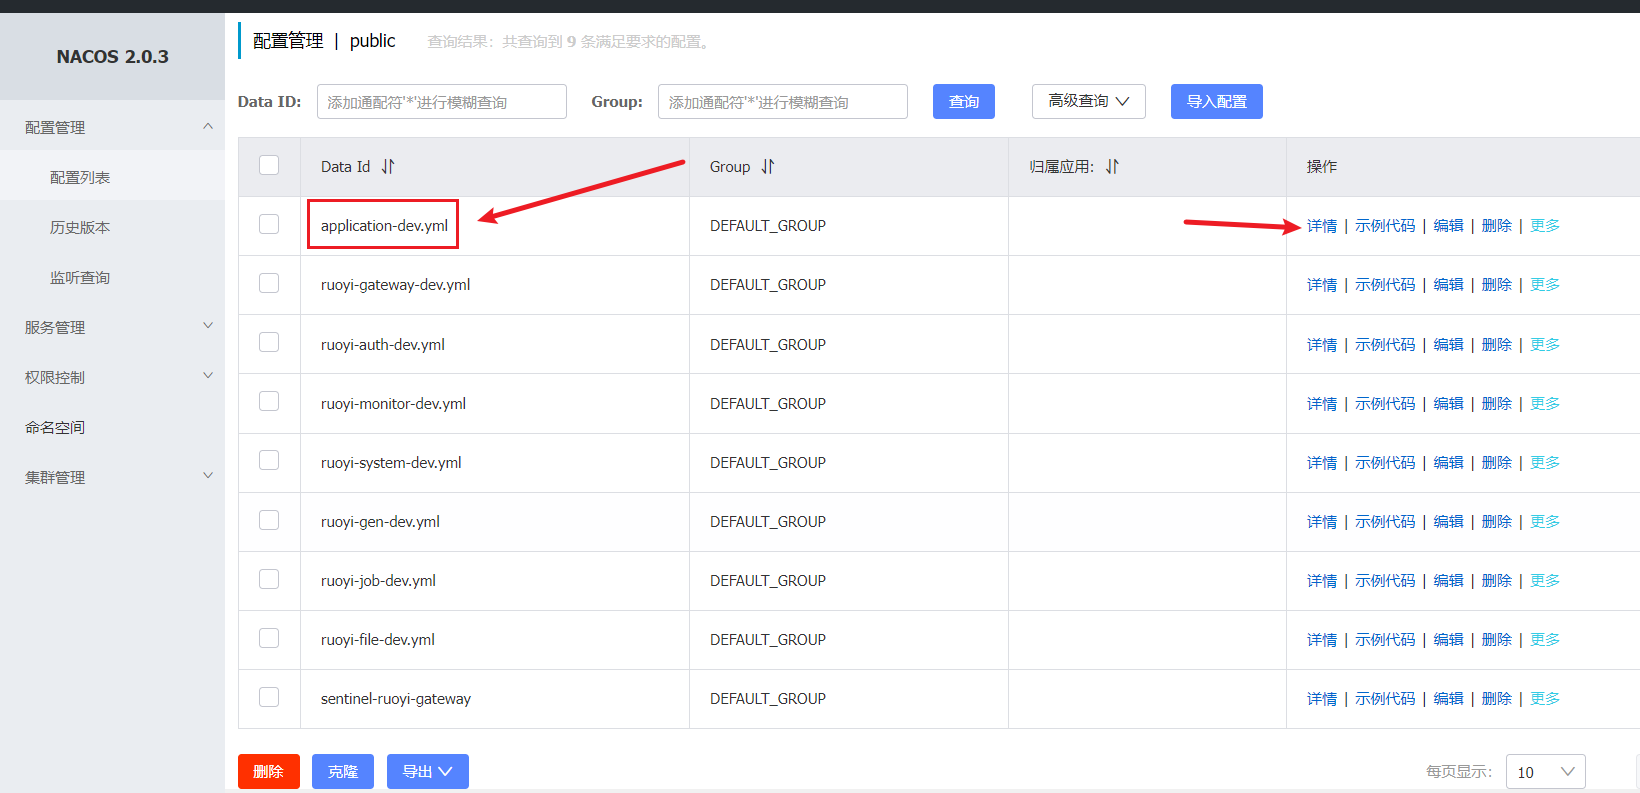 NACOS 2.0.3
配置管理
配置列表
历史版本
监听查询
服务管理
权限控制
命名空间
集群管理
配置管理 | public 查询结果：共查询到 9 条满足要求的配置。
Data ID: 添加通配符'*'进行模糊查询 Group: 添加通配符'*'进行模糊查询 查询 高级查询 导入配置
Data Id Group 归属应用: 操作
application-dev.yml DEFAULT_GROUP 详情 | 示例代码 | 编辑 | 删除 | 更多
ruoyi-gateway-dev.yml DEFAULT_GROUP 详情 | 示例代码 | 编辑 | 删除 | 更多
ruoyi-auth-dev.yml DEFAULT_GROUP 详情 | 示例代码 | 编辑 | 删除 | 更多
ruoyi-monitor-dev.yml DEFAULT_GROUP 详情 | 示例代码 | 编辑 | 删除 | 更多
ruoyi-system-dev.yml DEFAULT_GROUP 详情 | 示例代码 | 编辑 | 删除 | 更多
ruoyi-gen-dev.yml DEFAULT_GROUP 详情 | 示例代码 | 编辑 | 删除 | 更多
ruoyi-job-dev.yml DEFAULT_GROUP 详情 | 示例代码 | 编辑 | 删除 | 更多
ruoyi-file-dev.yml DEFAULT_GROUP 详情 | 示例代码 | 编辑 | 删除 | 更多
sentinel-ruoyi-gateway DEFAULT_GROUP 详情 | 示例代码 | 编辑 | 删除 | 更多
删除 克隆 导出 每页显示: 10